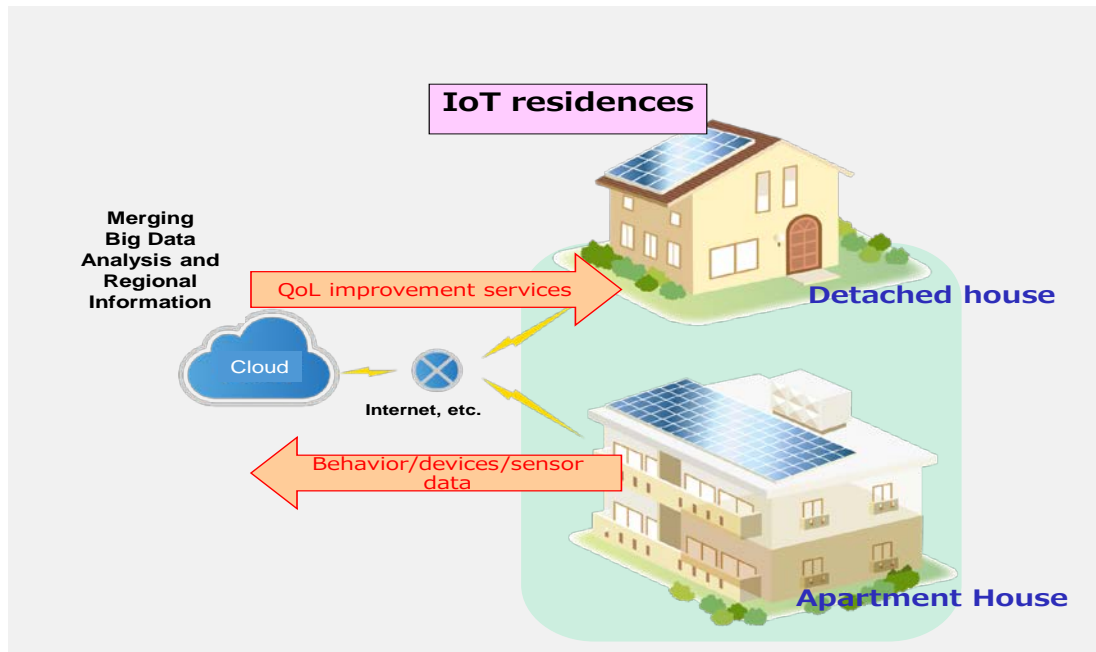 IoT residences
Merging
Big Data
Analysis and
Regional
Information
QoL improvement services
Detached house
Cloud
Internet, etc.
Behavior/devices/sensor
data
Apartment House